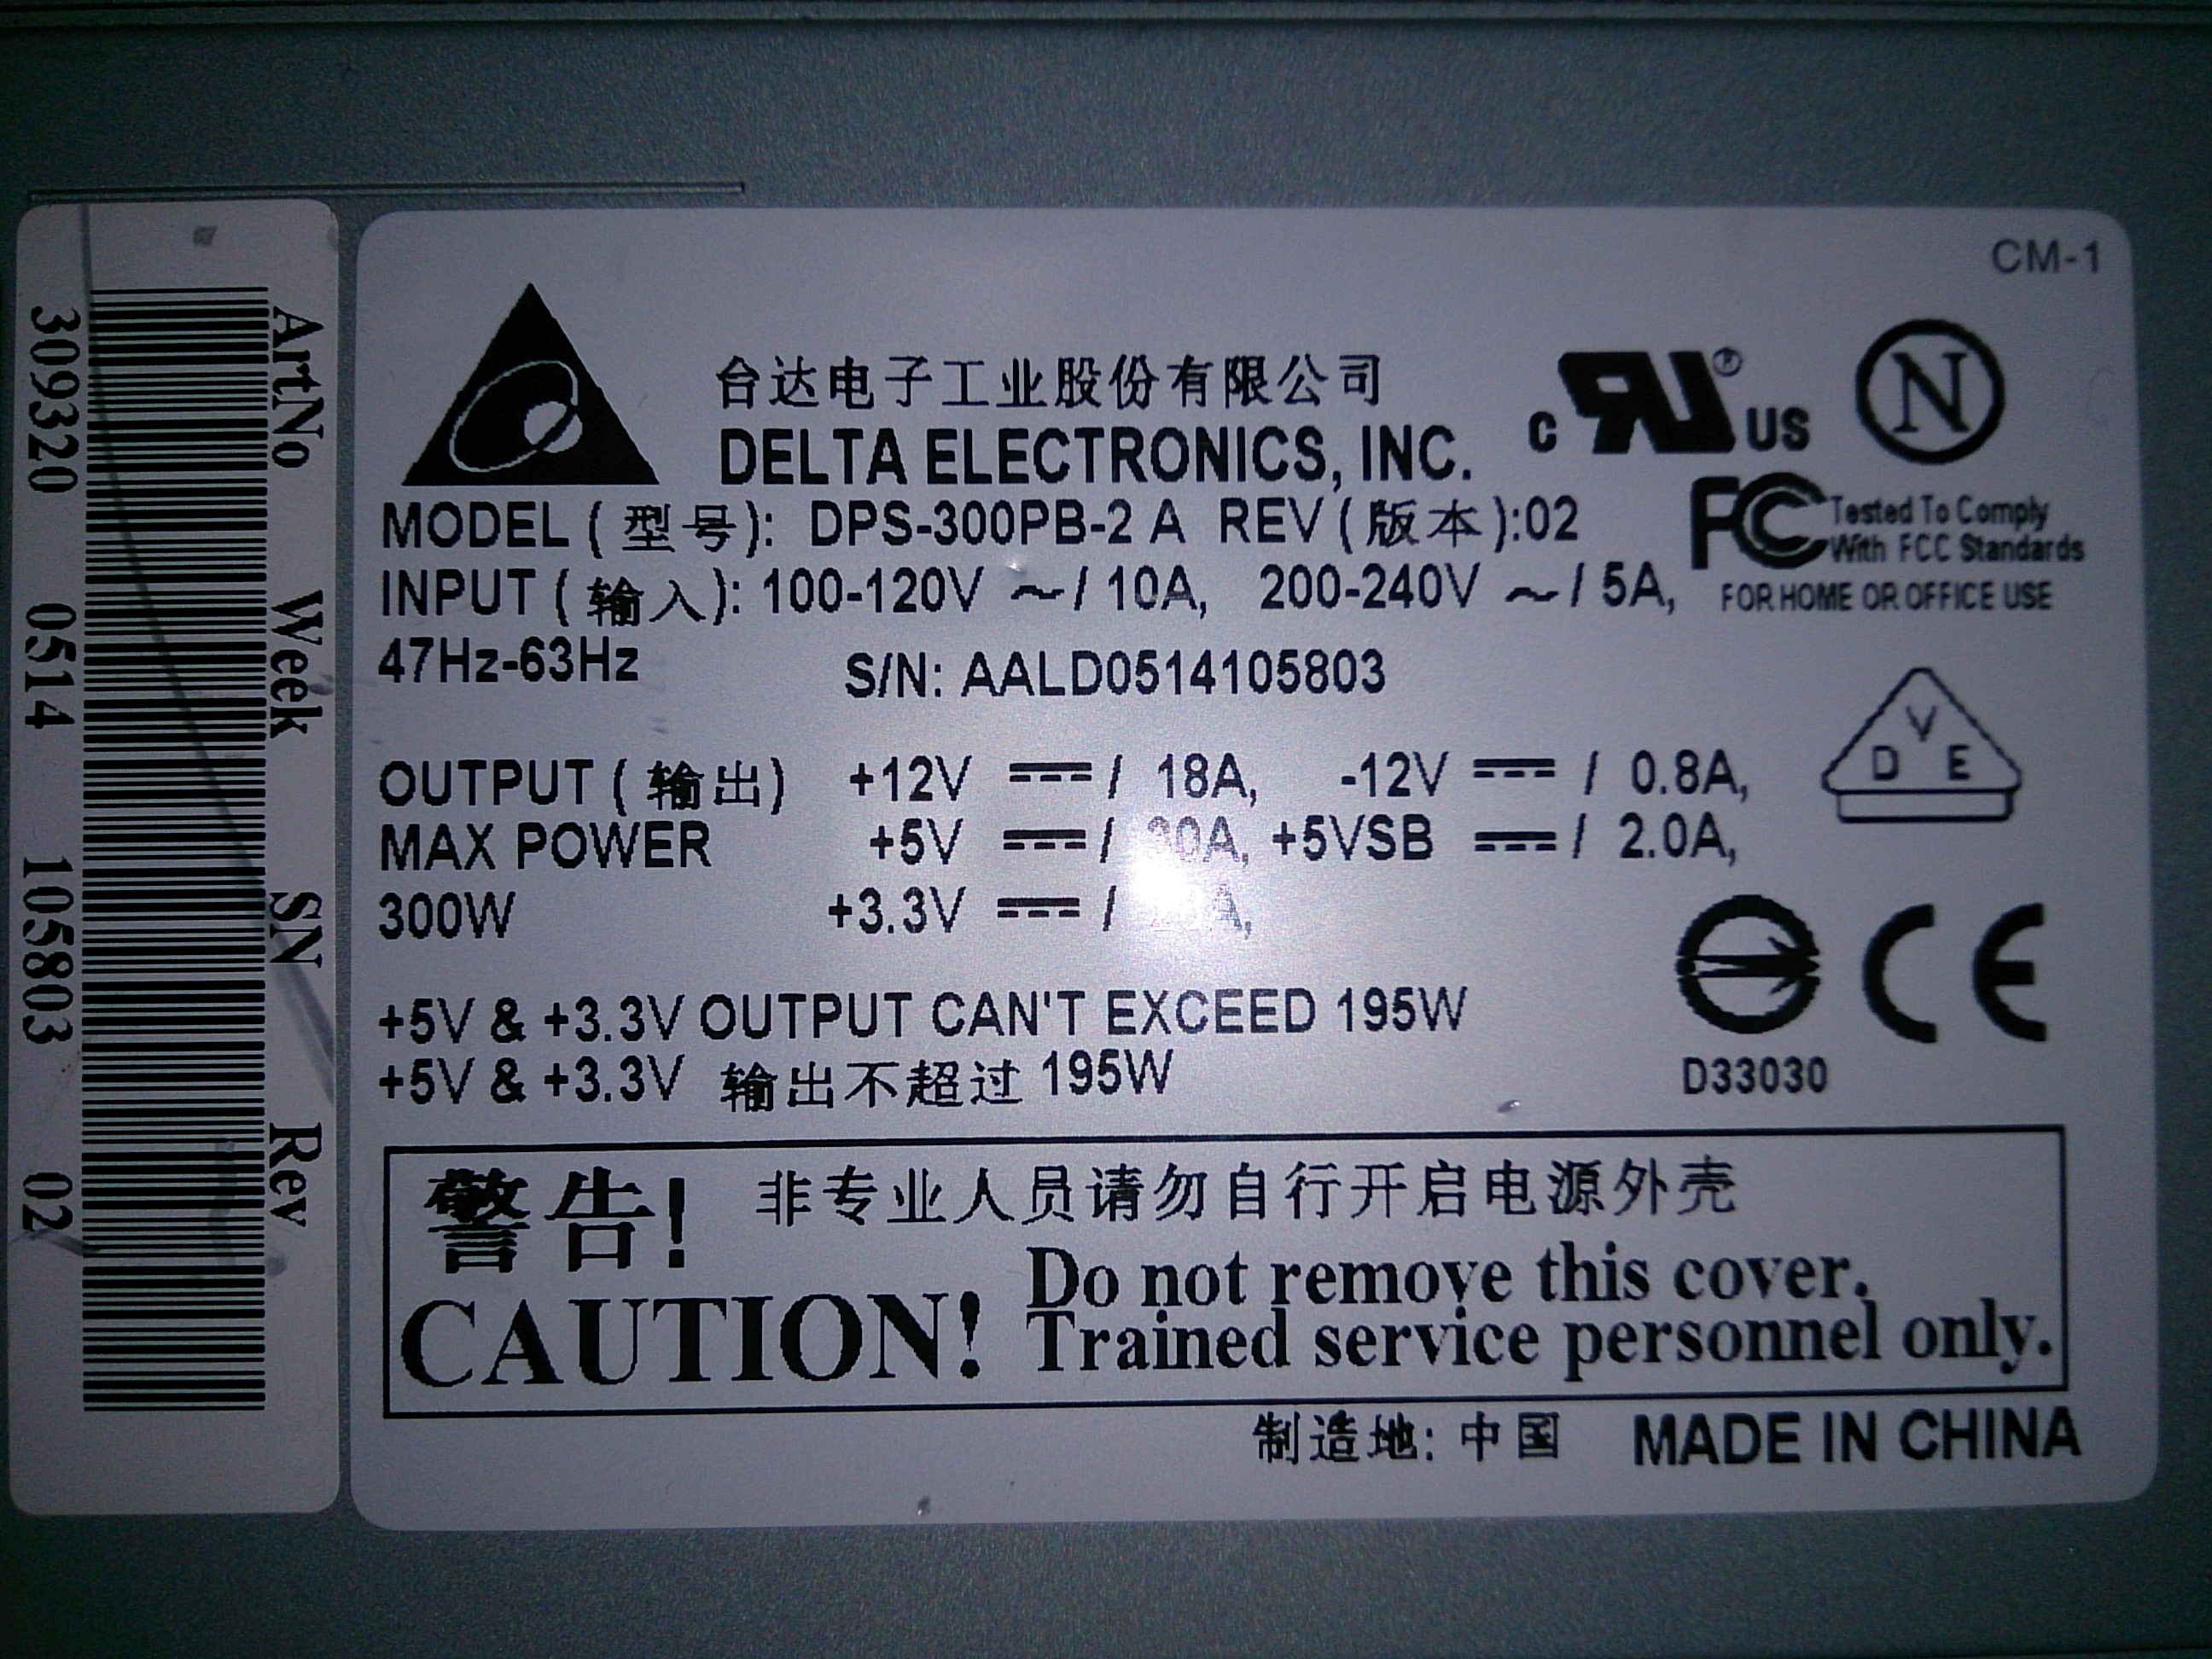 ArtNo Week SN Rev
309320 0514 105803 02
CM-1
台达电子工业股份有限公司
DELTA ELECTRONICS, INC.
c RU ® US
N
MODEL (型号): DPS-300PB-2 A REV (版本):02
FC Tested To Comply
With FCC Standards
FOR HOME OR OFFICE USE
INPUT (输入): 100-120V ~/ 10A, 200-240V ~/ 5A,
47Hz-63Hz S/N: AALD0514105803
OUTPUT (输出) +12V ⎓/ 18A, -12V ⎓/ 0.8A,
MAX POWER +5V ⎓/ +5VSB ⎓/ 2.0A,
300W +3.3V ⎓/
V
D E
+5V & +3.3V OUTPUT CAN'T EXCEED 195W
+5V & +3.3V 输出不超过 195W
CE
D33030
警告! 非专业人员请勿自行开启电源外壳
CAUTION! Do not remove this cover.
Trained service personnel only.
制造地: 中国 MADE IN CHINA